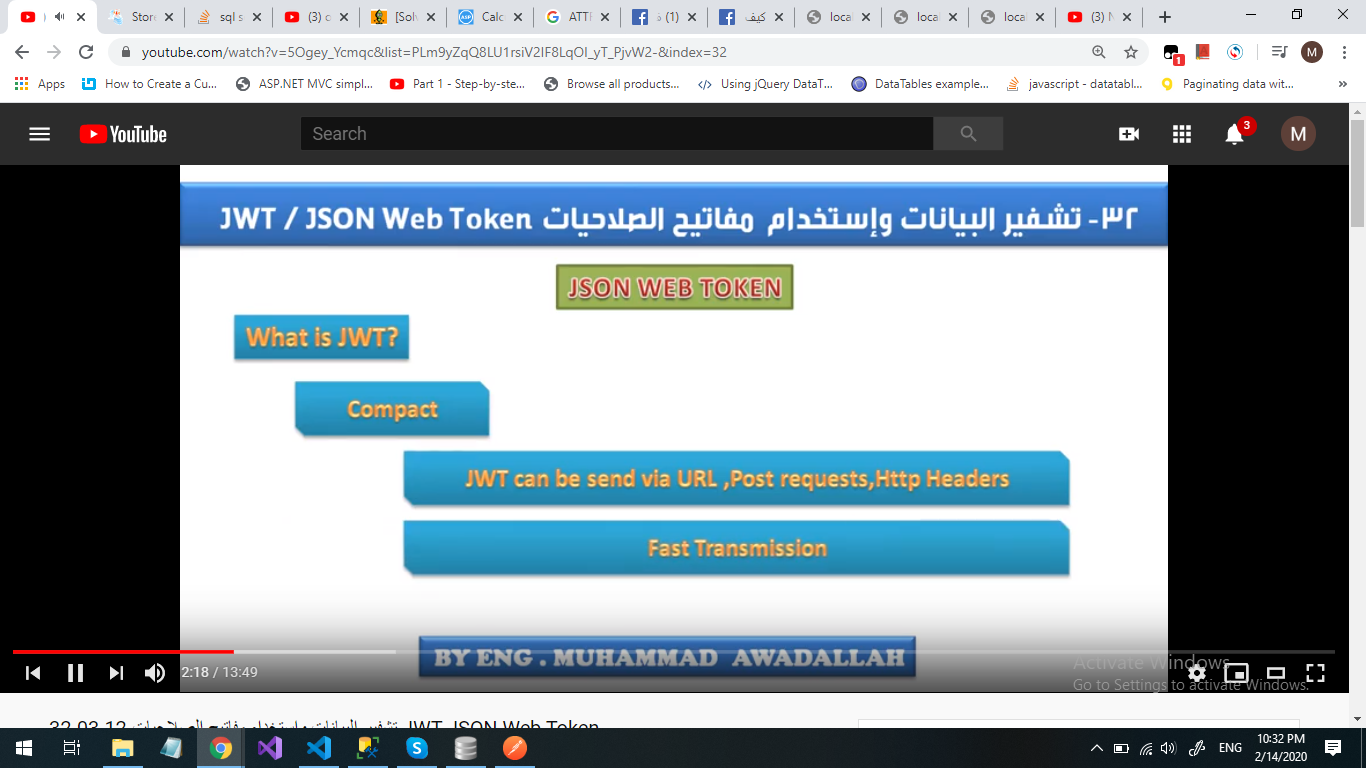 Store
sql s
(3) c
[Solv
Calc
ATTI
(1)
كيف
local
local
local
(3) N
youtube.com/watch?v=5Ogey_Ycmqc&list=PLm9yZqQ8LU1rsiV2IF8LqOI_yT_PjvW2-&index=32
M
1
Apps
How to Create a Cu...
ASP.NET MVC simpl...
Part 1 - Step-by-ste...
Browse all products...
Using jQuery DataT...
DataTables example...
javascript - datatabl...
Paginating data wit...
YouTube
Search
3
M
٣٢- تشفير البيانات وإستخدام مفاتيح الصلاحيات JWT / JSON Web Token
JSON WEB TOKEN
What is JWT?
Compact
JWT can be send via URL ,Post requests,Http Headers
Fast Transmission
BY ENG . MUHAMMAD AWADALLAH
2:18 / 13:49
Activate Windows
Go to Settings to activate Windows.
32 03 12 تشفير البيانات وإستخدام مفاتيح الصلاحيات JWT JSON Web Token
ENG
10:32 PM
2/14/2020